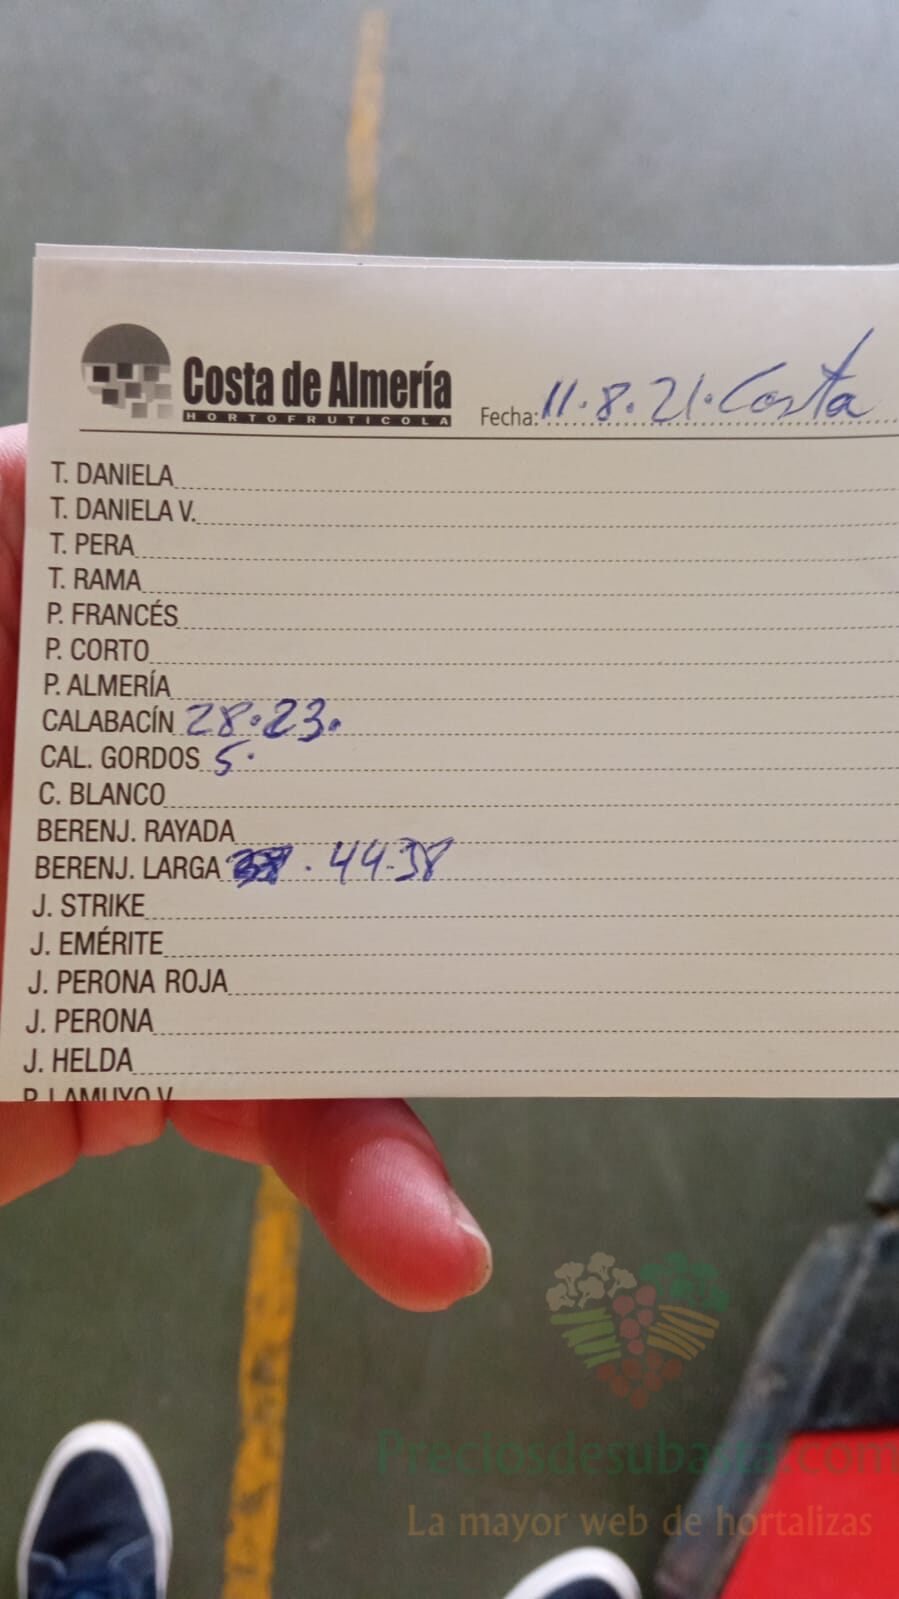 Costa de Almería
HORTOFRUTICOLA
Fecha: 11.8.21. Costa
T. DANIELA
T. DANIELA V.
T. PERA
T. RAMA
P. FRANCÉS
P. CORTO
P. ALMERÍA
CALABACÍN 28.23.
CAL. GORDOS 5.
C. BLANCO
BERENJ. RAYADA
BERENJ. LARGA . 44-38
J. STRIKE
J. EMÉRITE
J. PERONA ROJA
J. PERONA
J. HELDA
P. LAMUYO V.
Preciosdesubasta.com
La mayor web de hortalizas